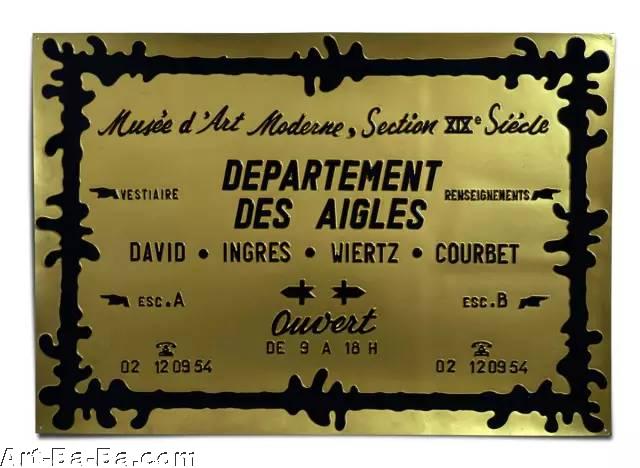 Musée d'Art Moderne, Section XIXe Siécle
DEPARTEMENT
DES AIGLES
VESTIAIRE
RENSEIGNEMENTS
DAVID • INGRES • WIERTZ • COURBET
ESC.A
ESC.B
Ouvert
DE 9 A 18 H
02 12 09 54
02 12 09 54
Art-Ba-Ba.com